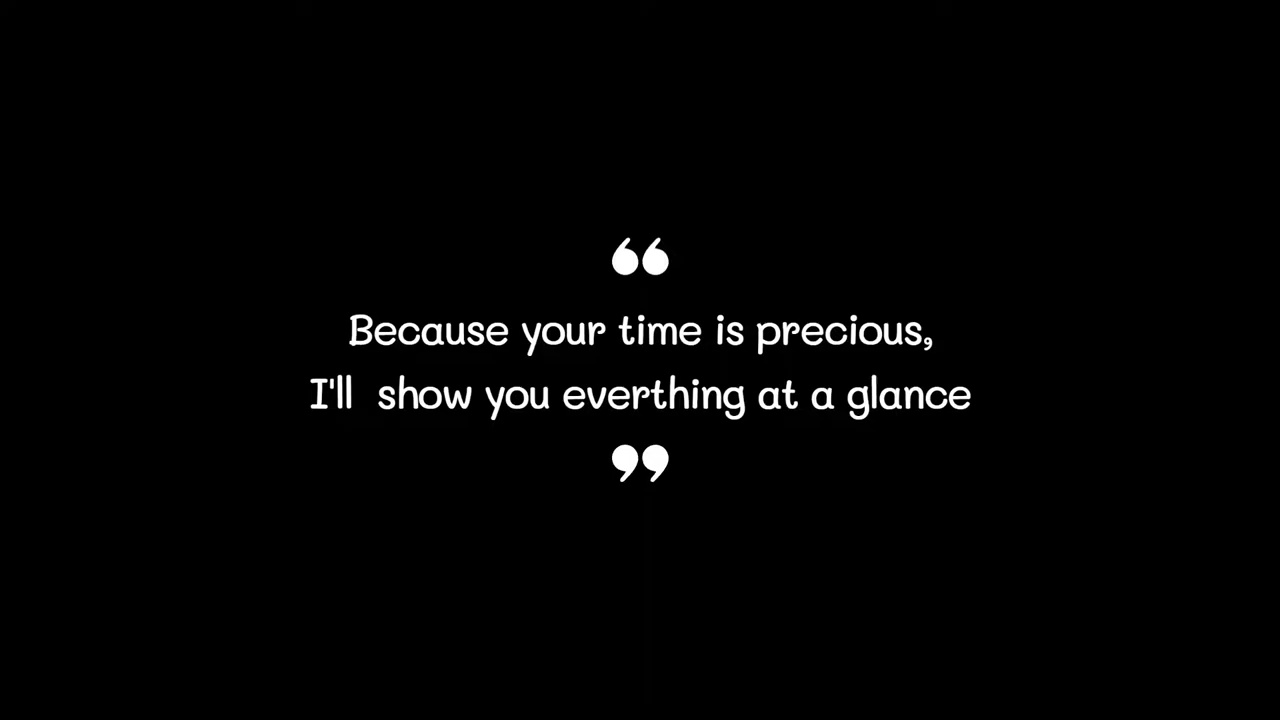 “
Because your time is precious,
I'll  show you everthing at a glance
”